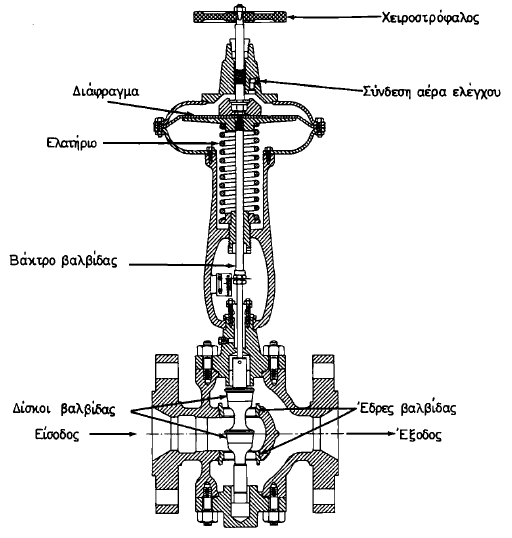 Χειροστρόφαλος
Διάφραγμα
Σύνδεση αέρα ελέγχου
Ελατήριο
Βάκτρο βαλβίδας
Δίσκοι βαλβίδας
Έδρες βαλβίδας
Είσοδος
Έξοδος